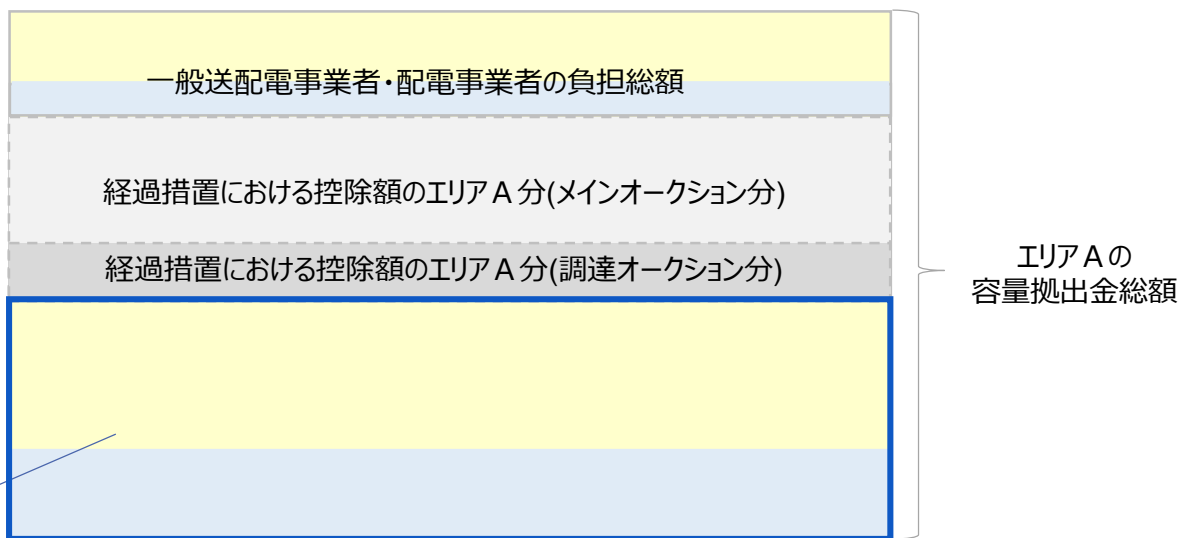 一般送配電事業者・配電事業者の負担総額
経過措置における控除額のエリアA分(メインオークション分)
経過措置における控除額のエリアA分(調達オークション分)
エリアAの
容量拠出金総額